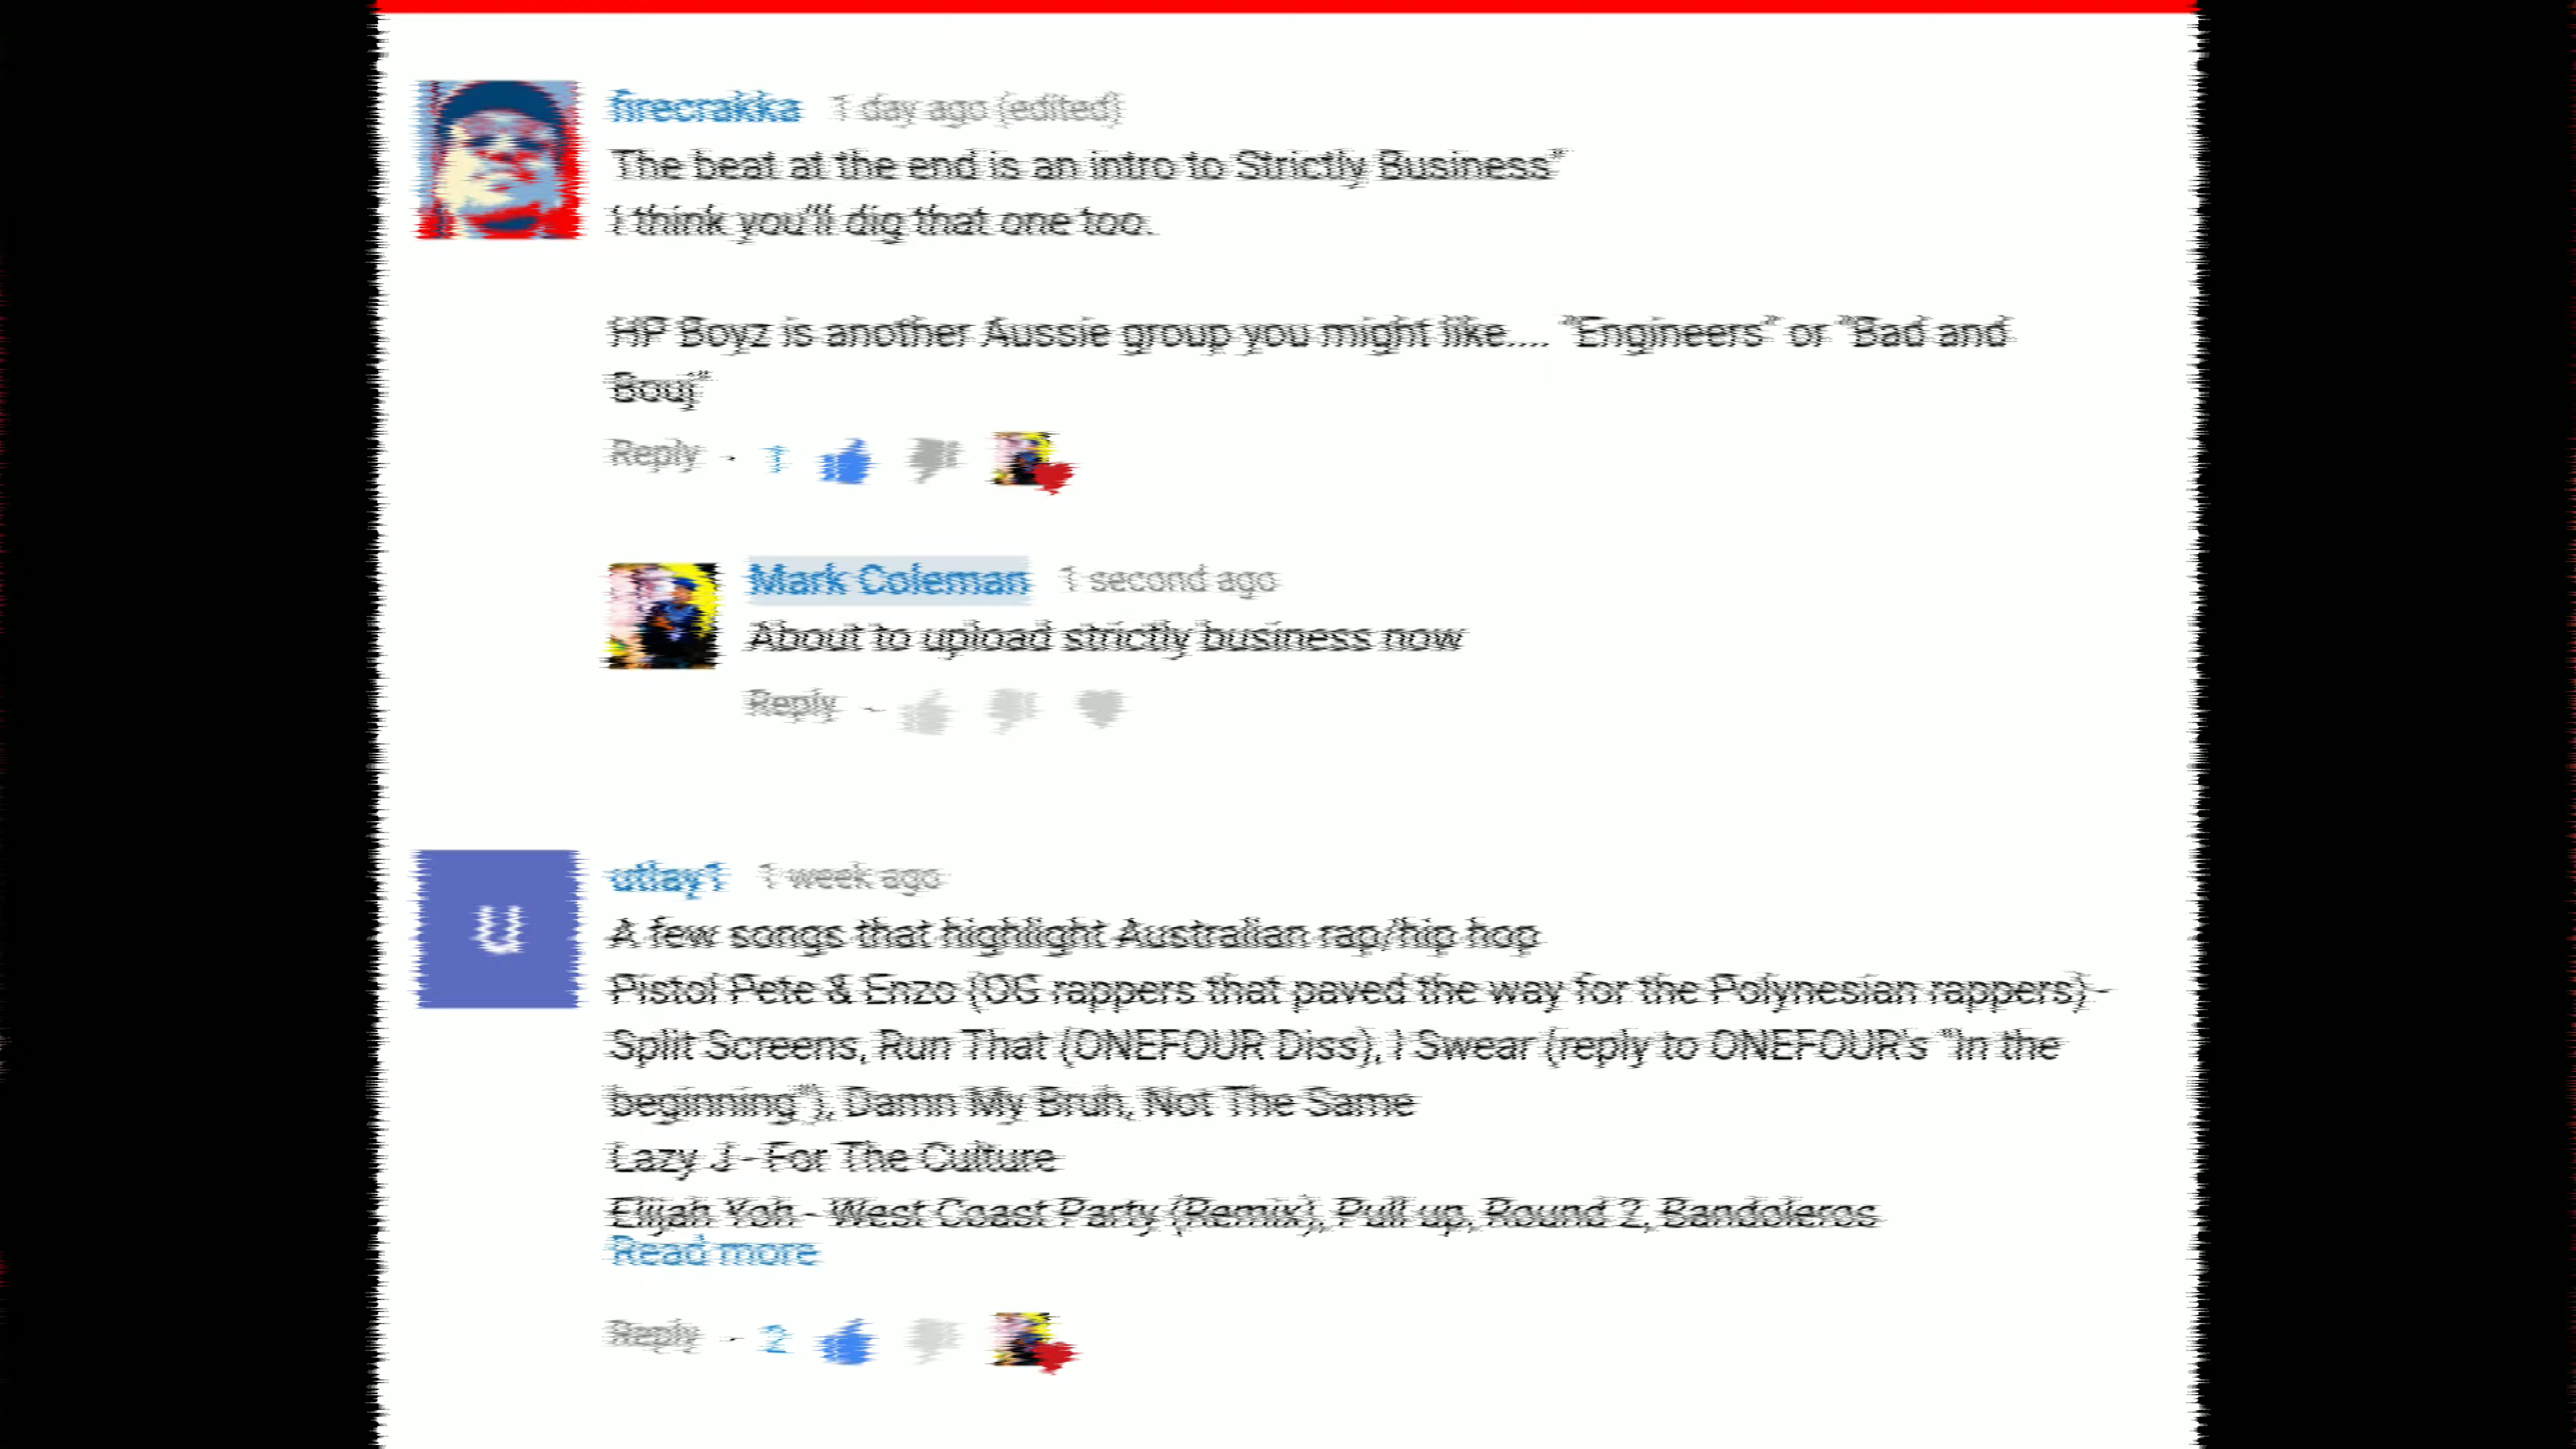 firecrakka 1 day ago (edited)
The beat at the end is an intro to Strictly Business"
I think you'll dig that one too.
HP Boyz is another Aussie group you might like.... "Engineers" or "Bad and
Bouj"
Reply · 1
Mark Coleman 1 second ago
About to upload strictly business now
Reply ·
U
1 week ago
A few songs that highlight Australian rap/hip hop
Pistol Pete & Enzo (OG rappers that paved the way for the Polynesian rappers) -
Split Screens, Run That (ONEFOUR Diss), I Swear (reply to ONEFOUR's "In the
beginning"), Damn My Bruh, Not The Same
Lazy J - For The Culture
Elijah Yoh - West Coast Party (Remix), Pull up, Round 2, Bandoleros
Read more
Reply · 2